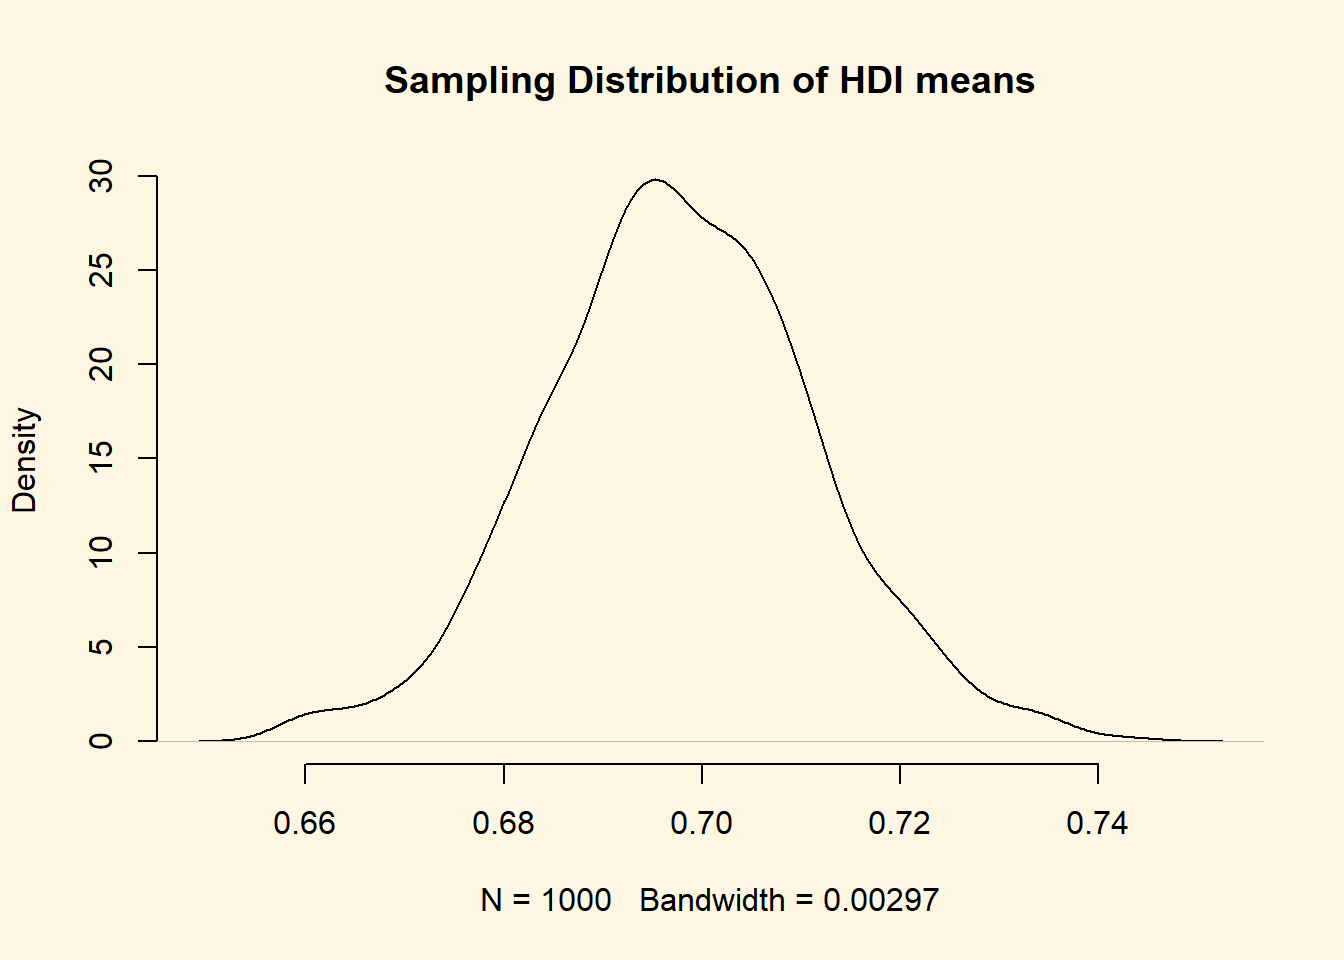 Sampling Distribution of HDI means
Density
30
25
20
15
10
5
0
0.66 0.68 0.70 0.72 0.74
N = 1000 Bandwidth = 0.00297